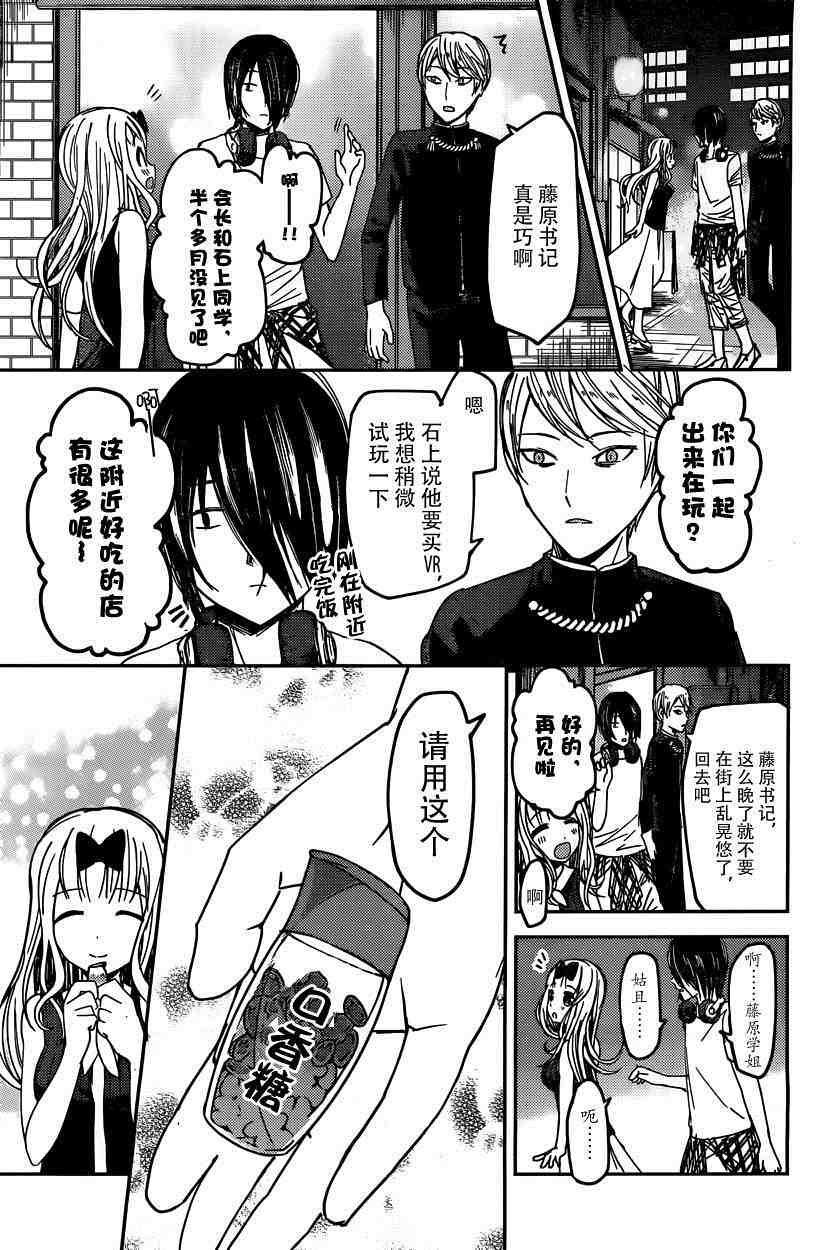 藤原书记
真是巧啊
啊
——!!
会长和石上同学，
半个多月没见了吧
你们一起
出来在玩？
嗯
石上说他要买VR，
我想稍微
试玩一下
刚在附近
吃完饭
啊
这附近好吃的店
有很多呢~
藤原书记，
这么晚了就不要
在街上乱晃悠了，
回去吧
好的，
再见啦
啊
啊……藤原学姐
姑且……
呃……
请用这个
口香糖